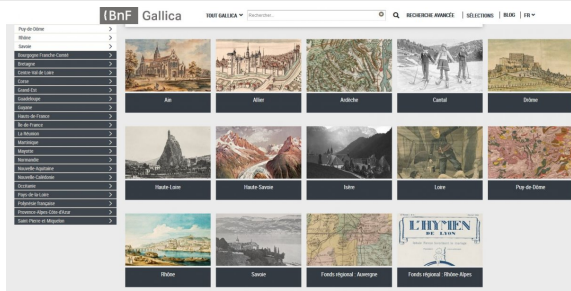 {BnF Gallica
TOUT GALLICA
Rechercher...
RECHERCHE AVANCÉE
SÉLECTIONS
BLOG
FR
Puy-de-Dôme
Rhône
Savoie
Bourgogne Franche-Comté
Bretagne
Centre-Val de Loire
Corse
Grand Est
Guadeloupe
Guyane
Hauts-de-France
Île-de-France
La Réunion
Martinique
Mayotte
Normandie
Nouvelle-Aquitaine
Nouvelle-Calédonie
Occitanie
Pays de la Loire
Polynésie française
Provence-Alpes-Côte d'Azur
Saint-Pierre et Miquelon
Ain
Allier
Ardèche
Cantal
Drôme
Haute-Loire
Haute-Savoie
Isère
Loire
Puy-de-Dôme
L'HYMEN
DE LYON
Rhône
Savoie
Fonds régional : Auvergne
Fonds régional : Rhône-Alpes